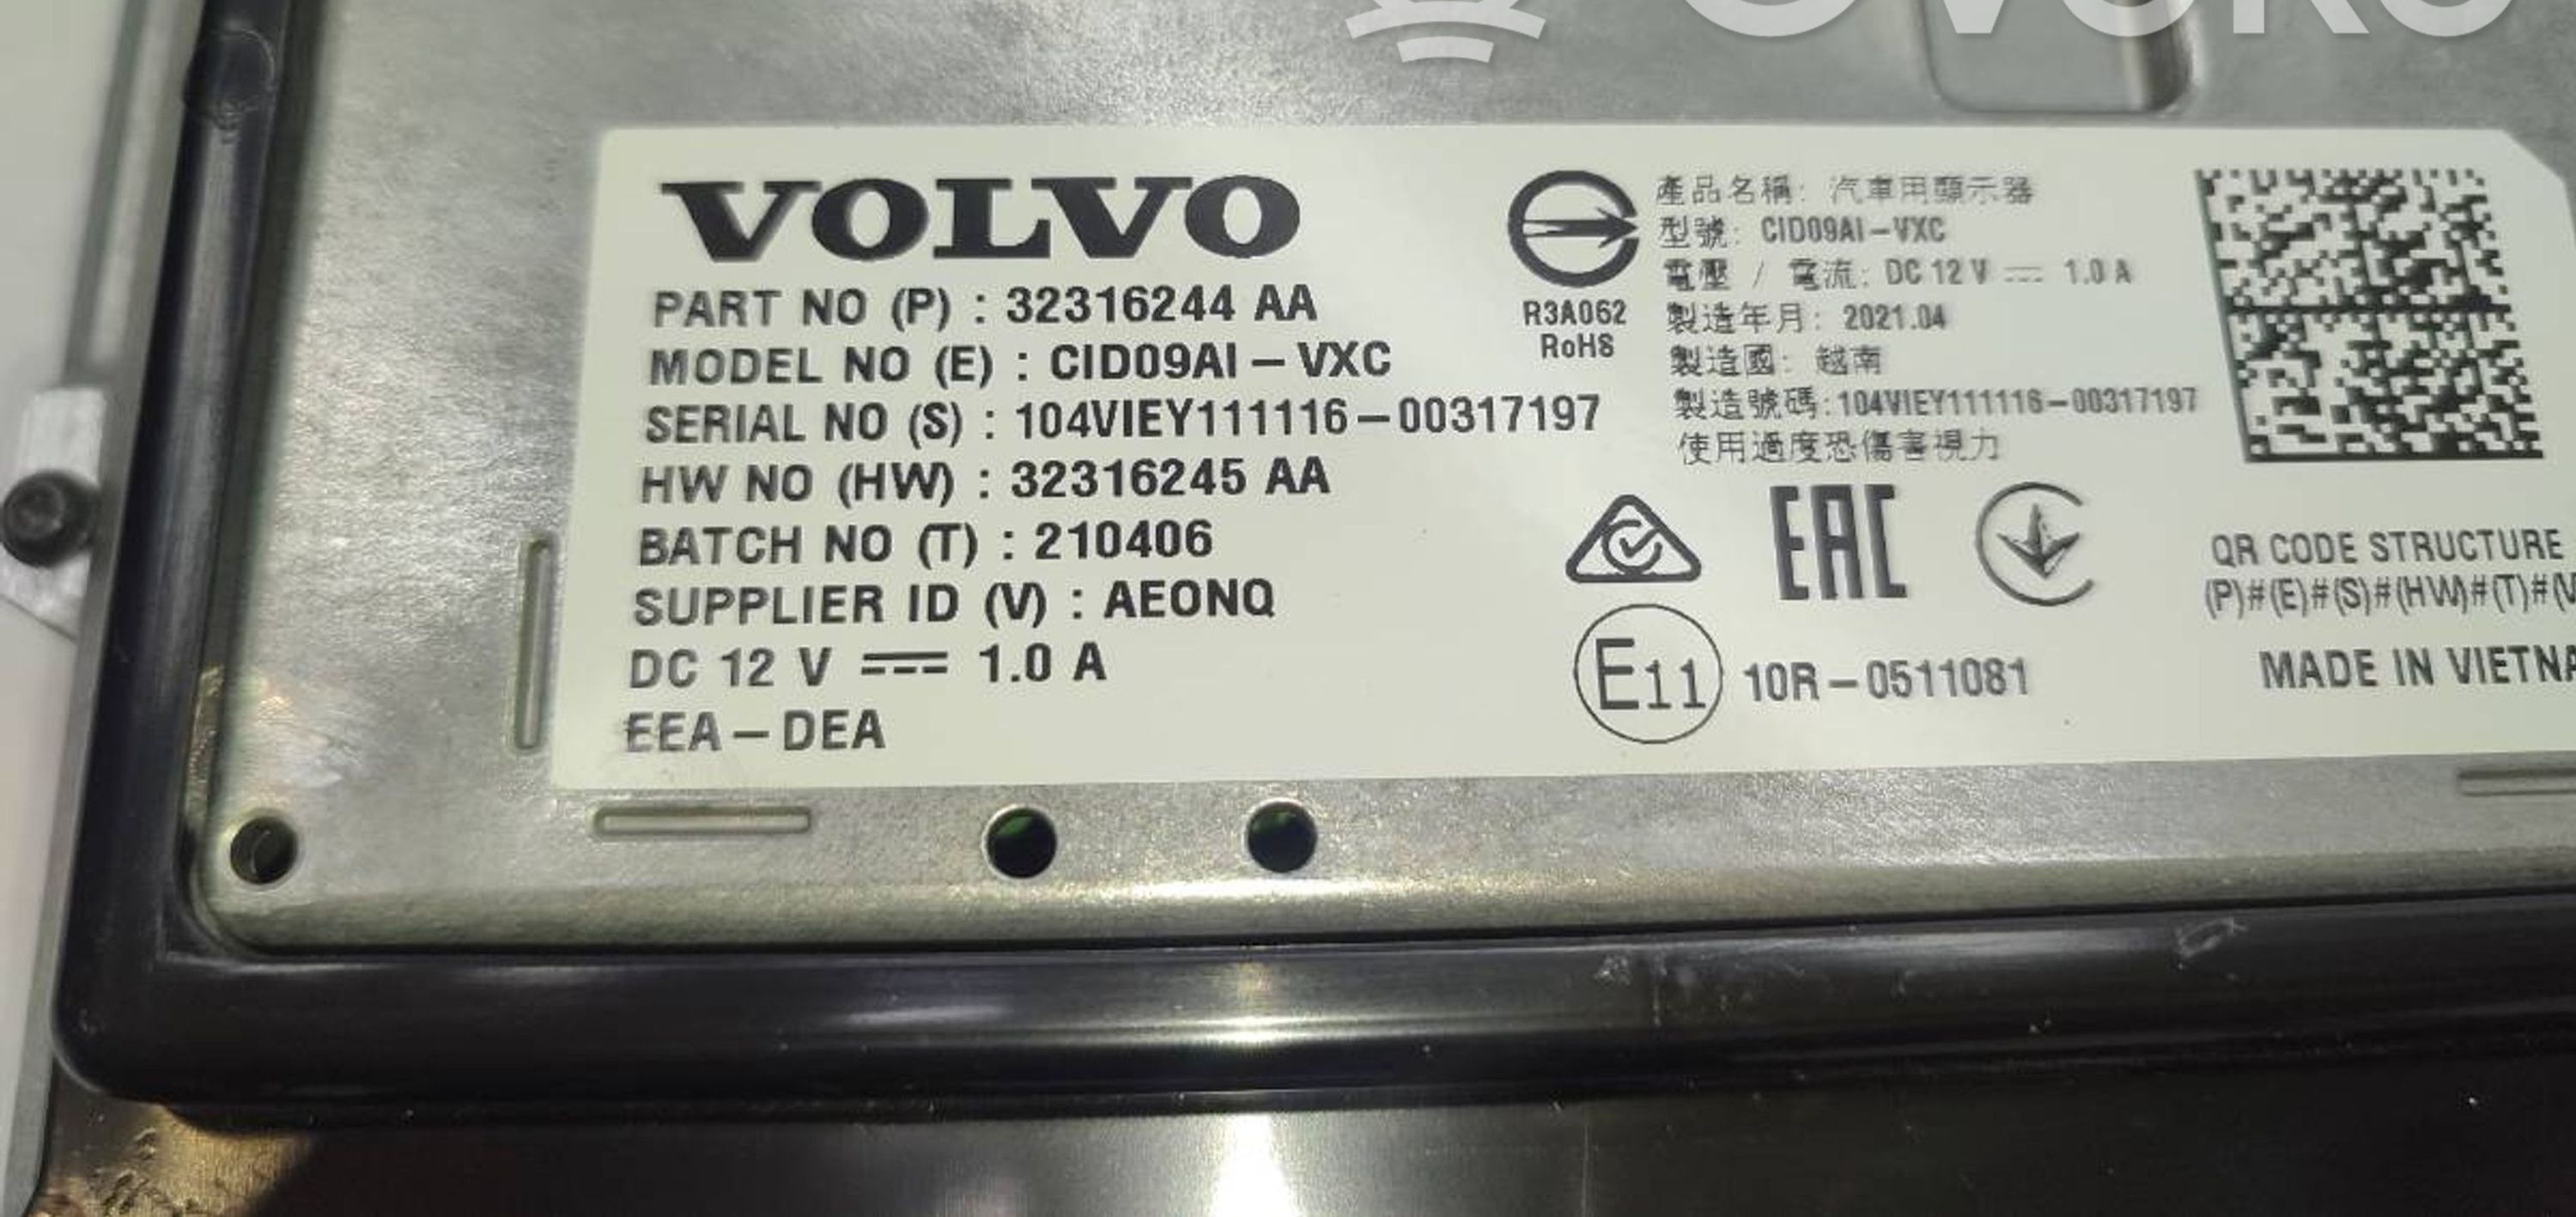 VOLVO
PART NO (P) : 32316244 AA
MODEL NO (E) : CID09AI-VXC
SERIAL NO (S) : 104VIEY111116-00317197
HW NO (HW) : 32316245 AA
BATCH NO (T) : 210406
SUPPLIER ID (V) : AEONQ
DC 12 V ⎓ 1.0 A
EEA-DEA
R3A062
RoHS
產品名稱: 汽車用顯示器
型號: CID09AI-VXC
電壓 / 電流: DC 12 V ⎓ 1.0 A
製造年月: 2021.04
製造國: 越南
製造號碼:104VIEY111116-00317197
使用過度恐傷害視力
EAC
E11 10R-0511081
QR CODE STRUCTURE
(P)#(E)#(S)#(HW)#(T)#(V
MADE IN VIETNA